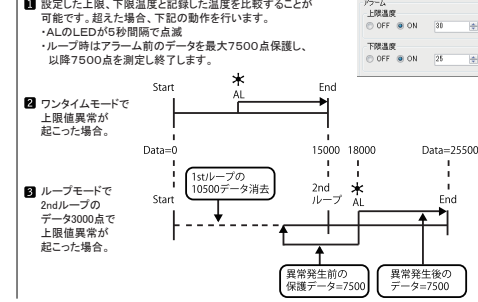 1 設定した上限、下限温度と記録した温度を比較することが
可能です。超えた場合、下記の動作を行います。
・ALのLEDが5秒間隔で点滅
・ループ時はアラーム前のデータを最大7500点保護し、
以降7500点を測定し終了します。
アラーム
上限温度
OFF ON 30
下限温度
OFF ON 25
Start
AL
End
2 ワンタイムモードで
上限値異常が
起こった場合。
Data=0
15000
18000
Data=25500
3 ループモードで
2ndループの
データ3000点で
上限値異常が
起こった場合。
1stループの
10500データ消去
Start
2nd
ループ
AL
End
異常発生前の
保護データ=7500
異常発生後の
データ=7500